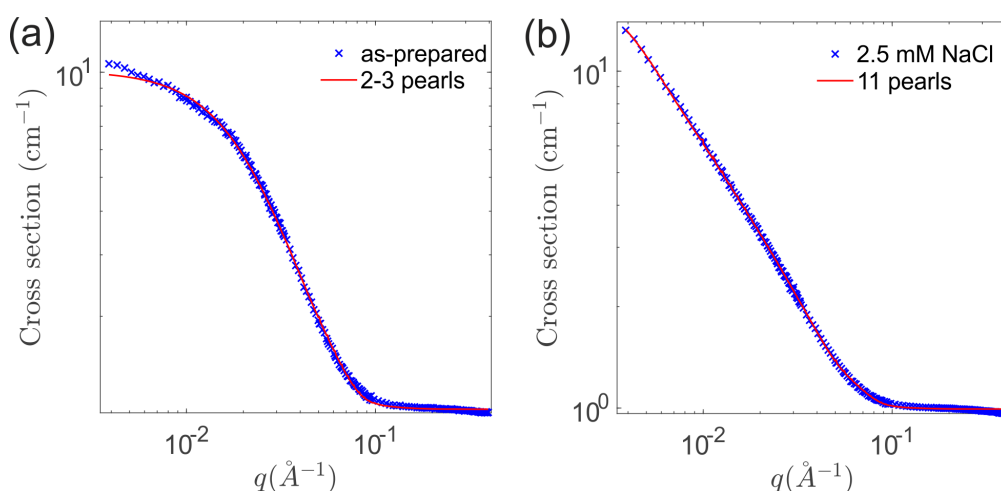 (a)
as-prepared
2-3 pearls
10^1
Cross section (cm^{-1})
10^{-2}
10^{-1}
q(Å^{-1})
(b)
2.5 mM NaCl
11 pearls
10^1
10^0
Cross section (cm^{-1})
10^{-2}
10^{-1}
q(Å^{-1})